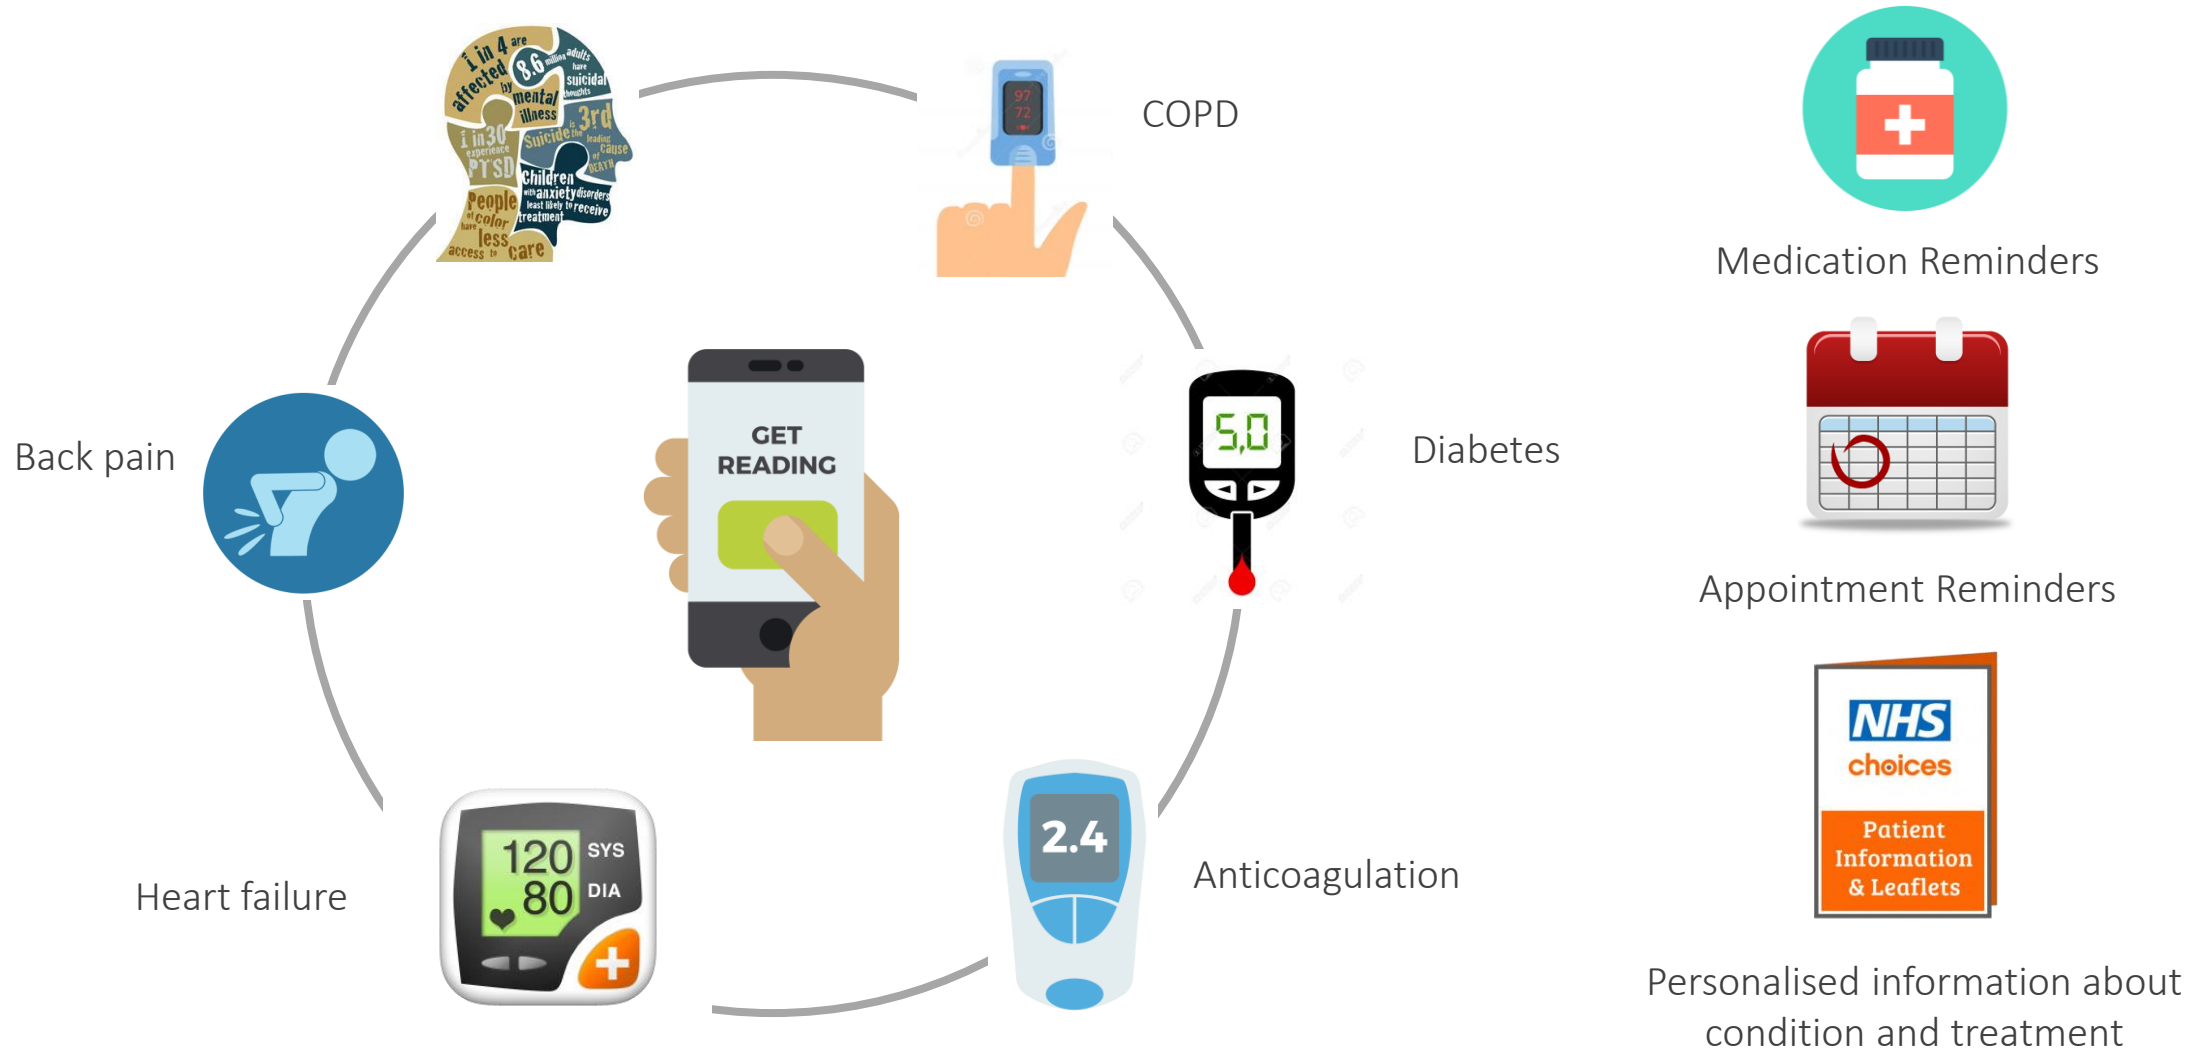 1 in 4 are
affected by
mental
illness
8.6 million adults
have
suicidal
thoughts
1 in 30
experience
PTSD
Suicide is the 3rd
leading
cause
of
DEATH
Children
with anxiety disorders
least likely to receive
treatment
People
of color
have less
access to care
97
72
COPD
Medication Reminders
GET
READING
5,0
Back pain
Diabetes
Appointment Reminders
NHS
choices
Patient
Information
& Leaflets
120 SYS
80 DIA
2.4
Heart failure
Anticoagulation
Personalised information about
condition and treatment